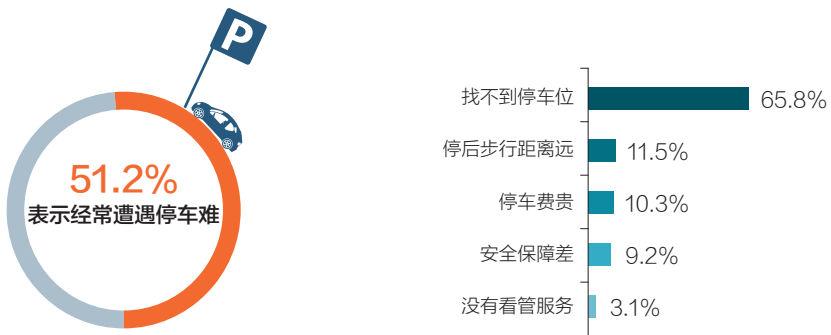 P
51.2%
表示经常遭遇停车难
找不到停车位 65.8%
停后步行距离远 11.5%
停车费贵 10.3%
安全保障差 9.2%
没有看管服务 3.1%